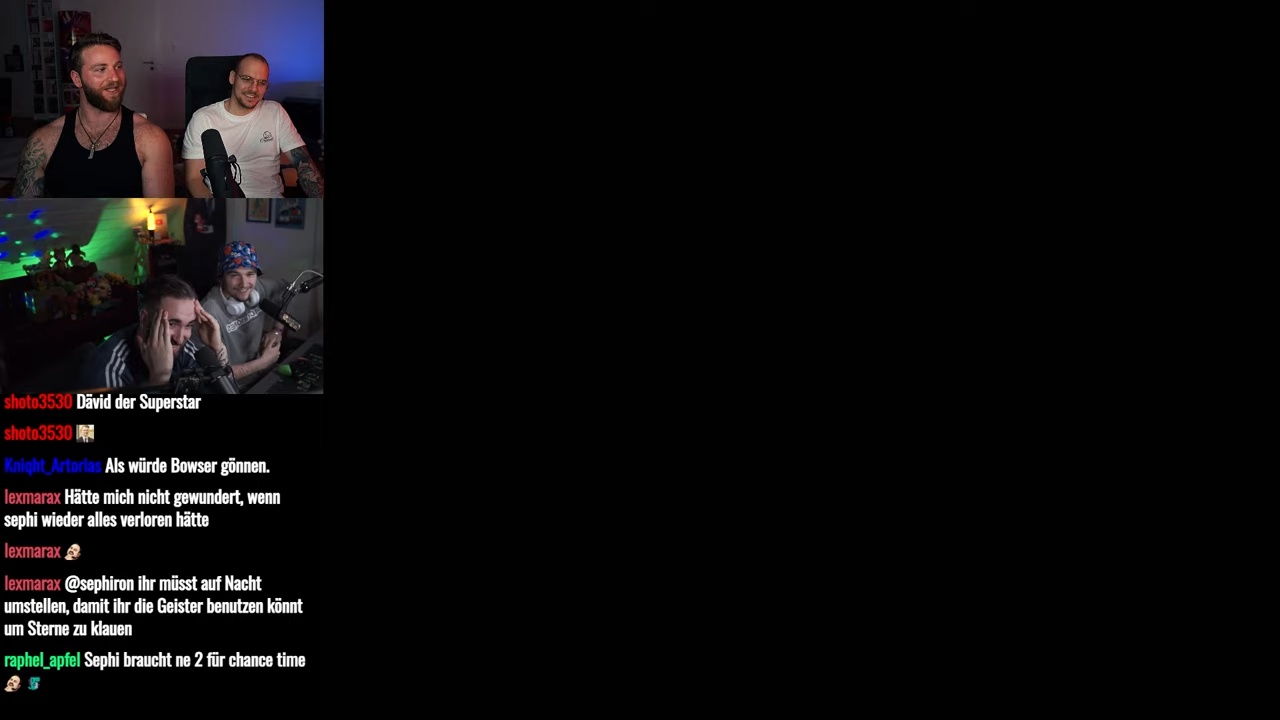 shoto3530 Dävid der Superstar
shoto3530
Knight_Artorias Als würde Bowser gönnen.
lexmarax Hätte mich nicht gewundert, wenn
sephi wieder alles verloren hätte
lexmarax
lexmarax @sephiron ihr müsst auf Nacht
umstellen, damit ihr die Geister benutzen könnt
um Sterne zu klauen
raphel_apfel Sephi braucht ne 2 für chance time